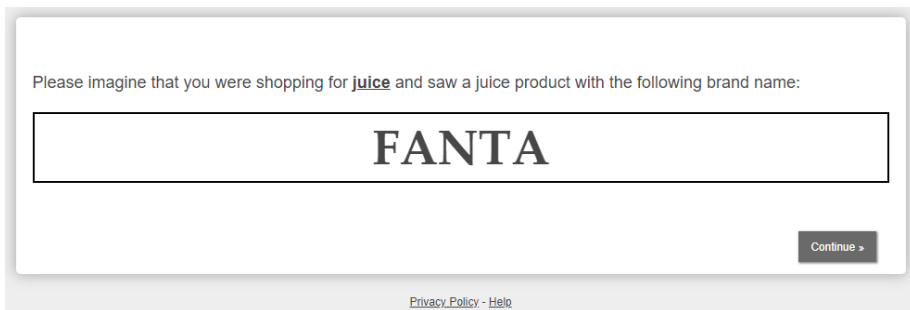 Please imagine that you were shopping for juice and saw a juice product with the following brand name:
FANTA
Continue »
Privacy Policy - Help